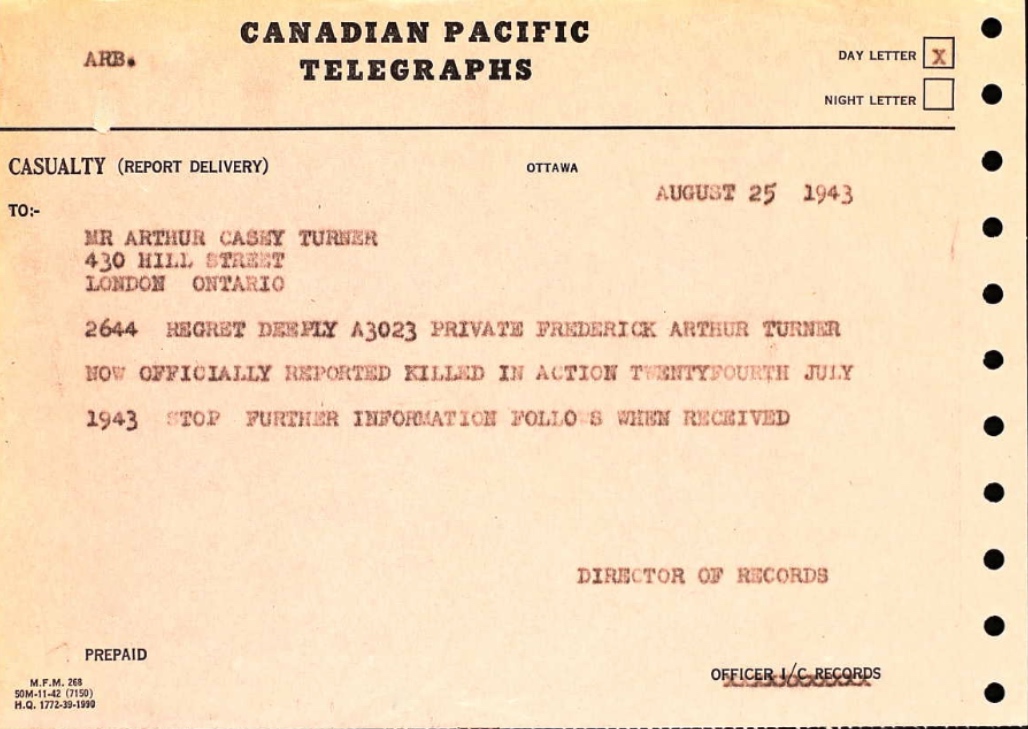 CANADIAN PACIFIC
TELEGRAPHS
ARB.
DAY LETTER X
NIGHT LETTER
CASUALTY (REPORT DELIVERY)
OTTAWA
AUGUST 25 1943
TO:-
MR ARTHUR CASEY TURNER
430 HILL STREET
LONDON ONTARIO
2644 REGRET DEEPLY A3023 PRIVATE FREDERICK ARTHUR TURNER
NOW OFFICIALLY REPORTED KILLED IN ACTION TWENTYFOURTH JULY
1943 STOP FURTHER INFORMATION FOLLO S WHEN RECEIVED
DIRECTOR OF RECORDS
PREPAID
OFFICER I/C RECORDS
M.F.M. 268
50M-11-42 (7150)
H.Q. 1772-39-1990